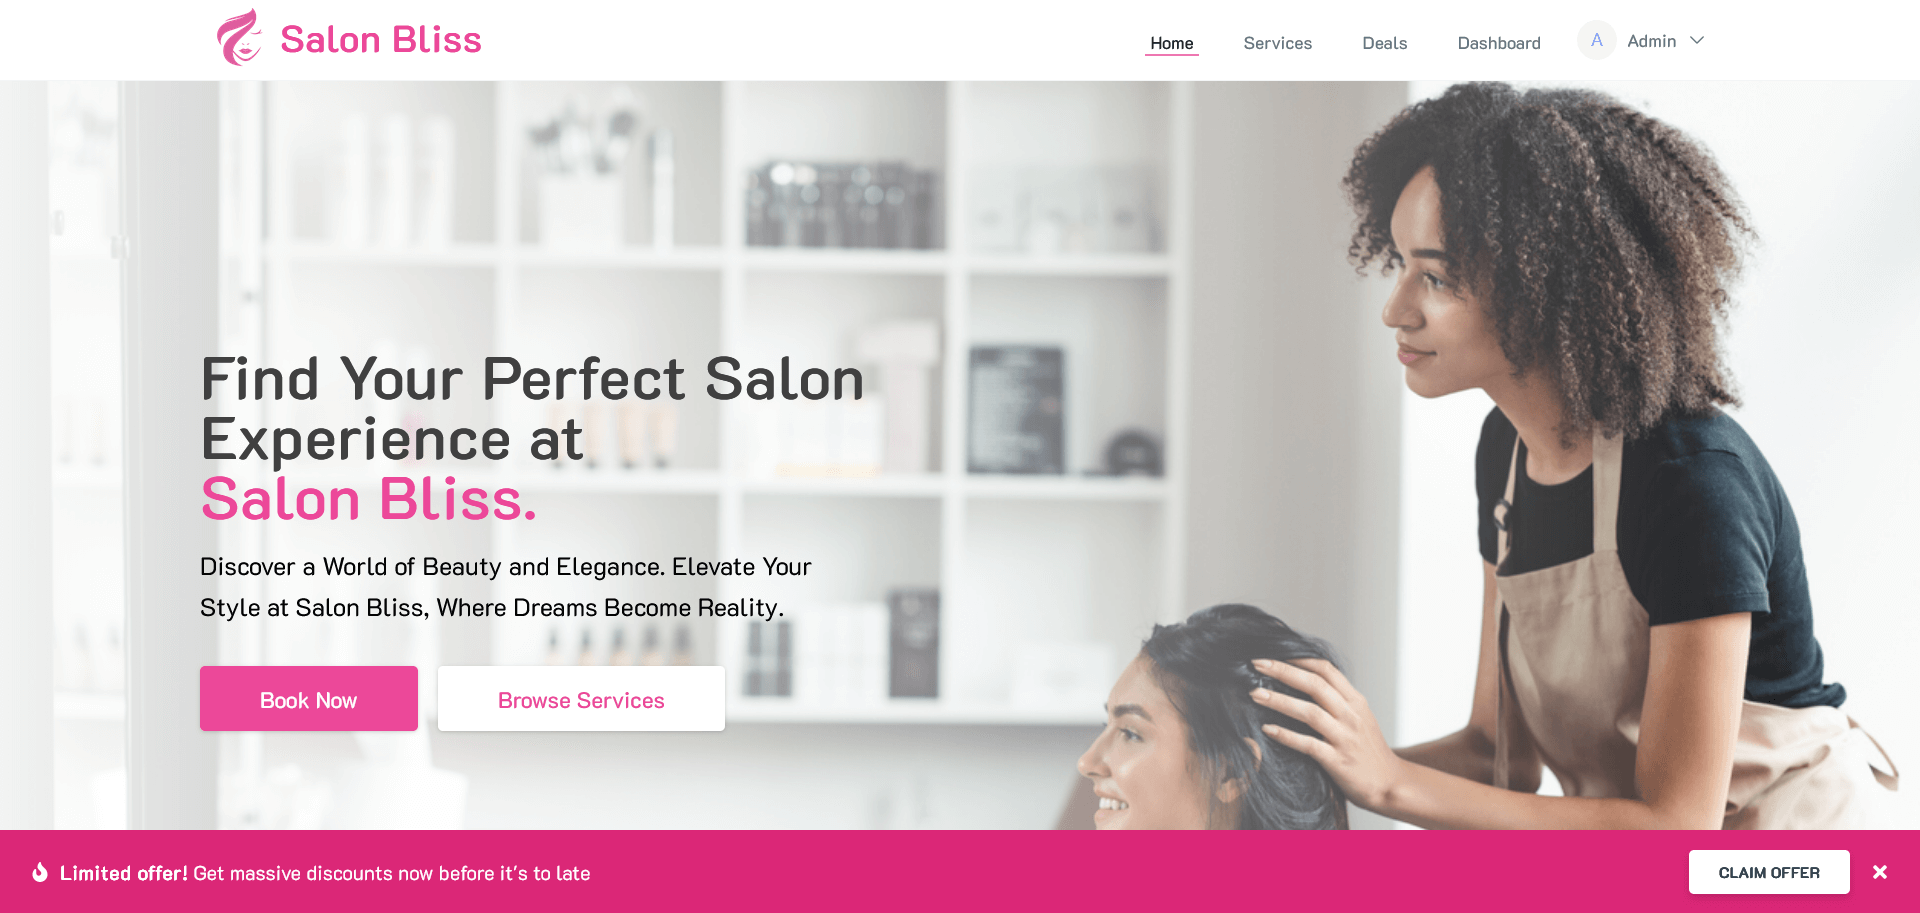 Salon Bliss
Home
Services
Deals
Dashboard
A
Admin
Find Your Perfect Salon
Experience at
Salon Bliss.
Discover a World of Beauty and Elegance. Elevate Your
Style at Salon Bliss, Where Dreams Become Reality.
Book Now
Browse Services
Limited offer! Get massive discounts now before it's to late
CLAIM OFFER